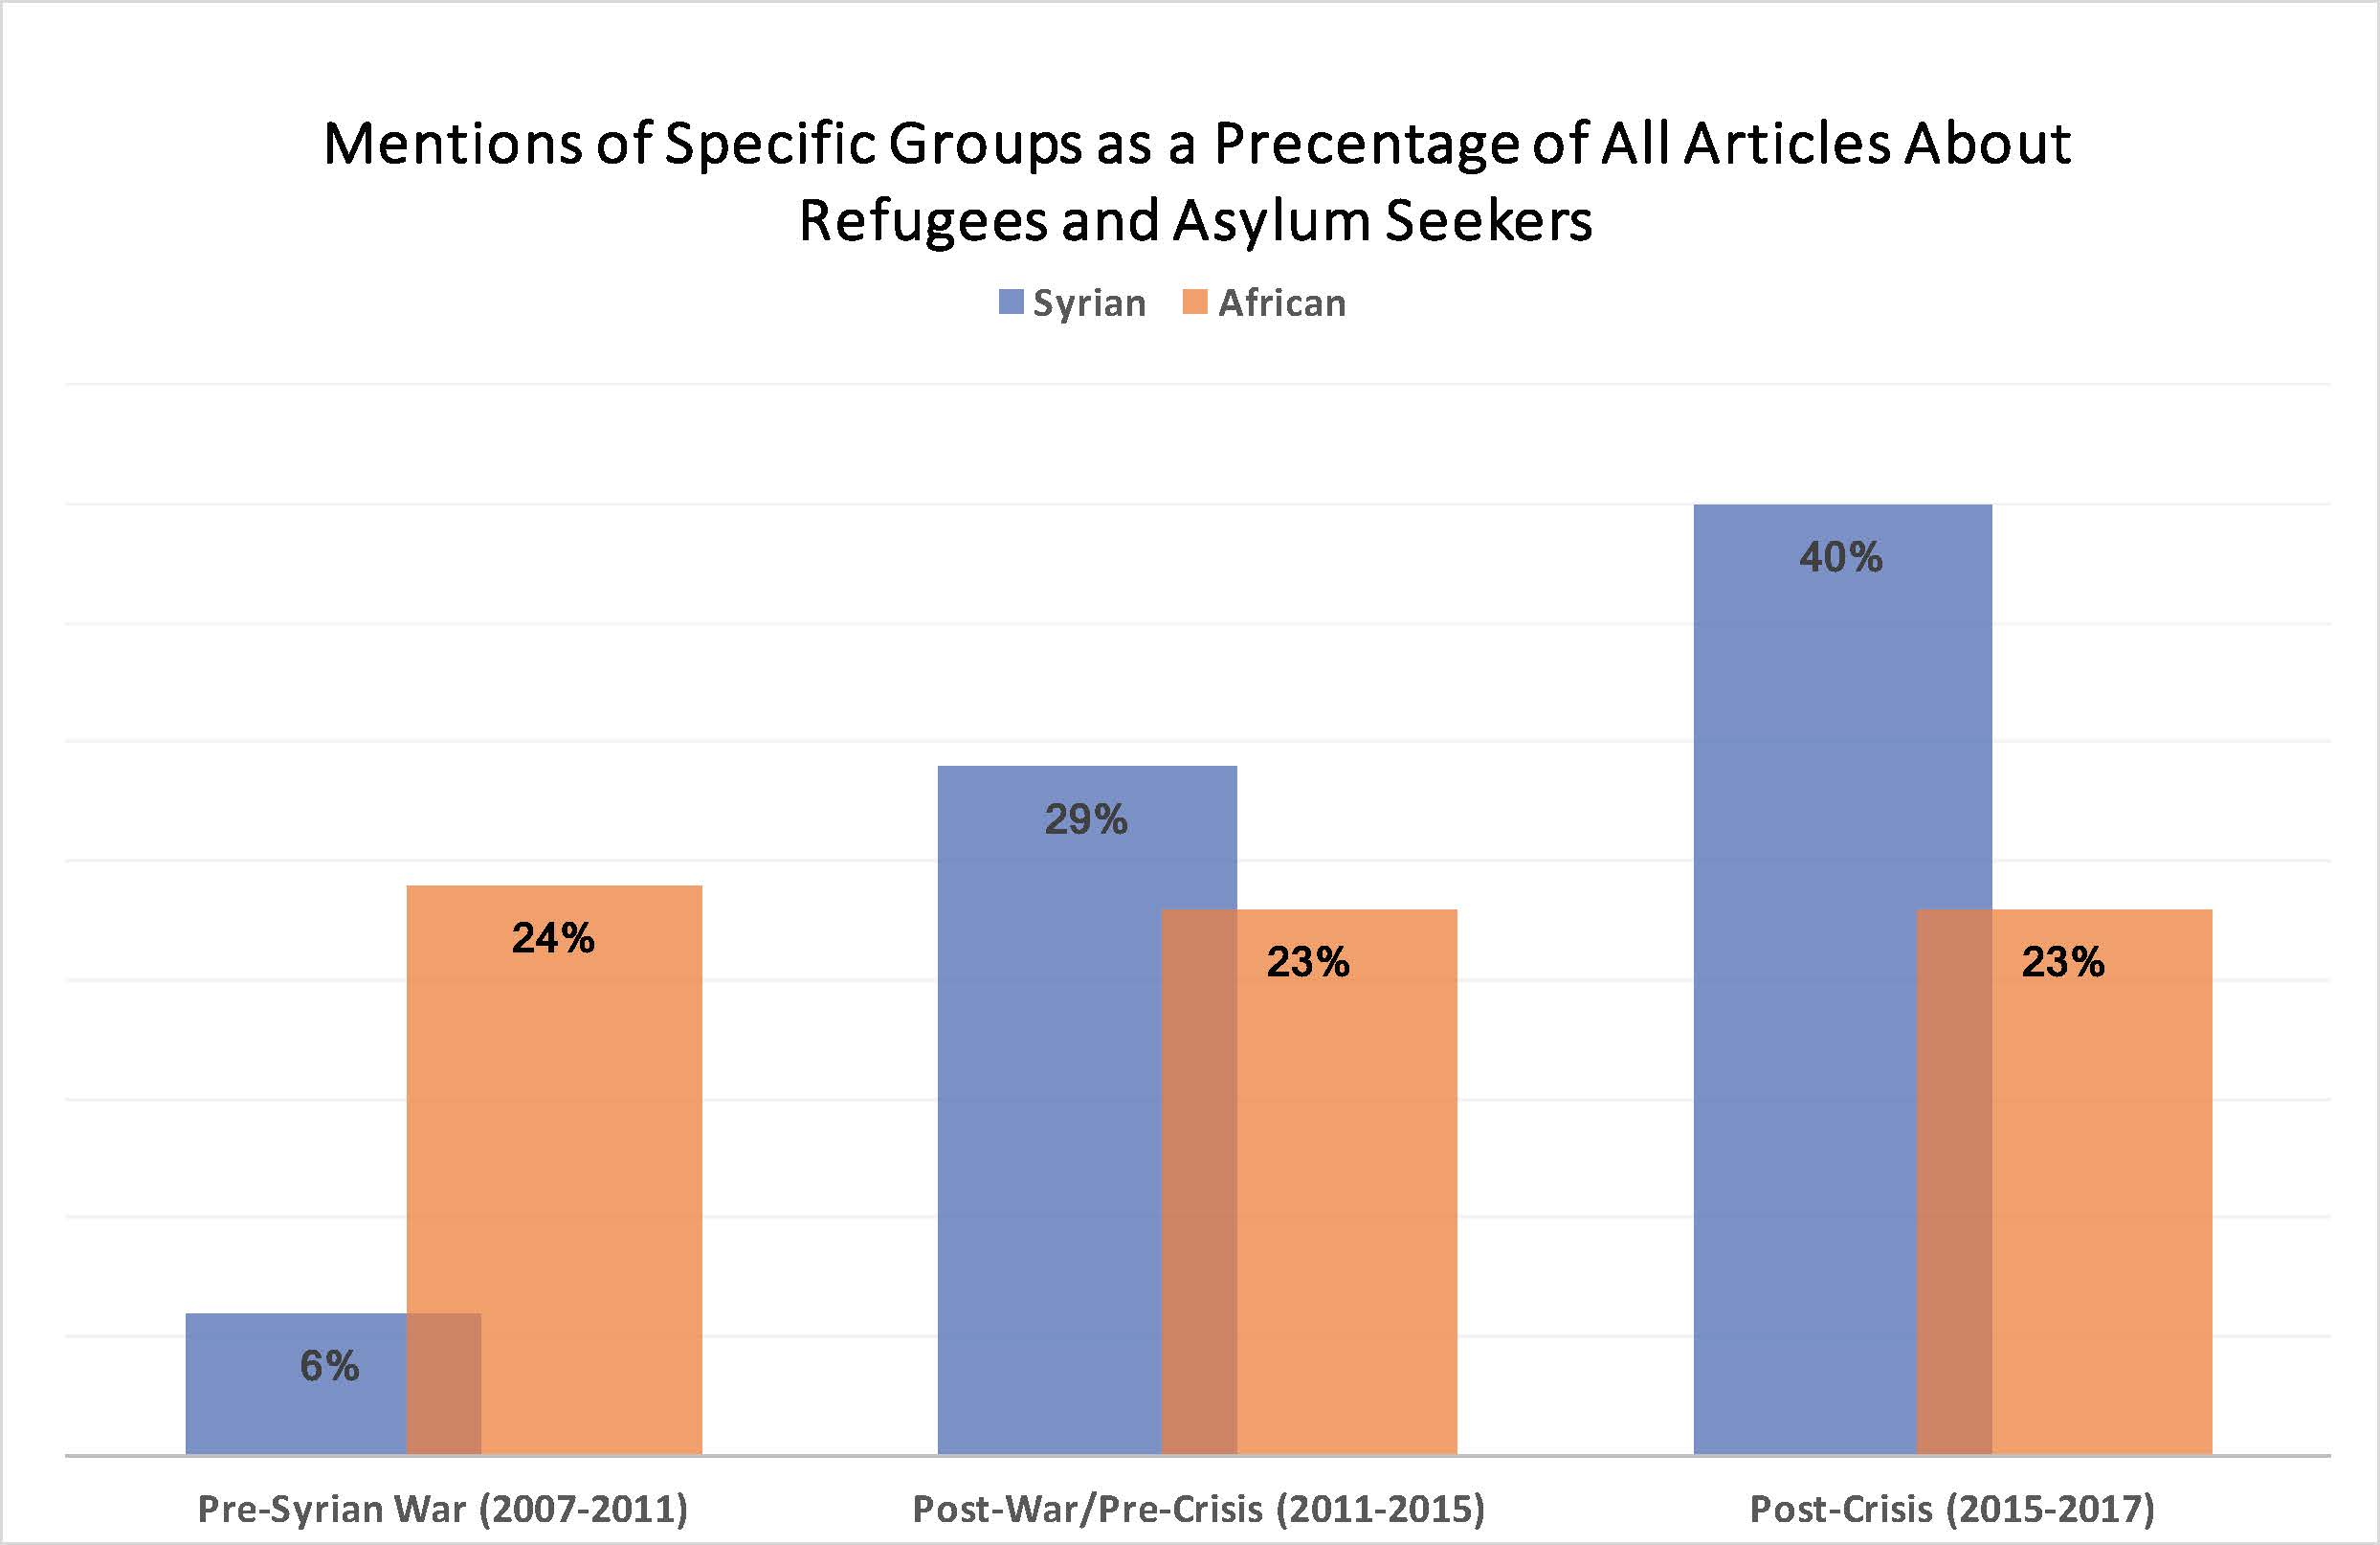 Mentions of Specific Groups as a Precentage of All Articles About
Refugees and Asylum Seekers
Syrian African
40%
29%
24%
23%
23%
6%
Pre-Syrian War (2007-2011) Post-War/Pre-Crisis (2011-2015) Post-Crisis (2015-2017)